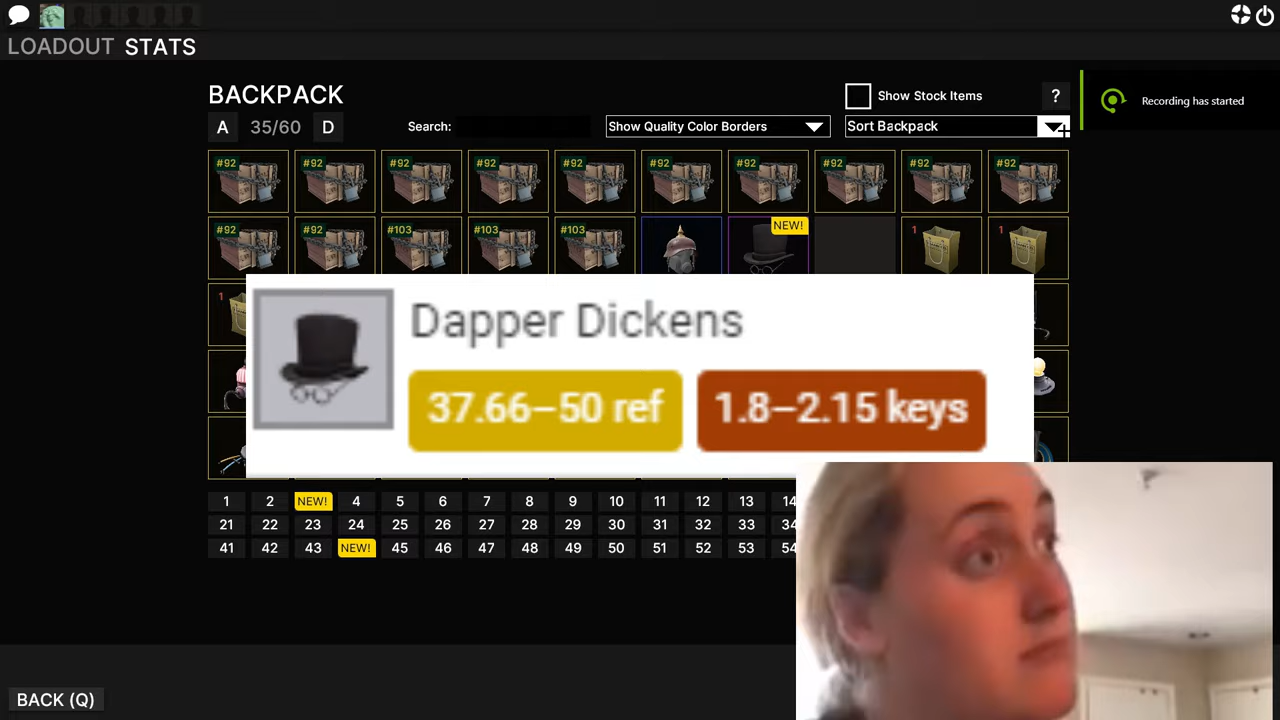 LOADOUT STATS
BACKPACK
Show Stock Items
?
Recording has started
A 35/60 D
Search:
Show Quality Color Borders
Sort Backpack
#92 #92 #92 #92 #92 #92 #92 #92 #92 #92
#92 #92 #103 #103 #103 NEW! 1 1
1
Dapper Dickens
37.66–50 ref 1.8–2.15 keys
1 2 NEW! 4 5 6 7 8 9 10 11 12 13 14
21 22 23 24 25 26 27 28 29 30 31 32 33 34
41 42 43 NEW! 45 46 47 48 49 50 51 52 53 54
BACK (Q)